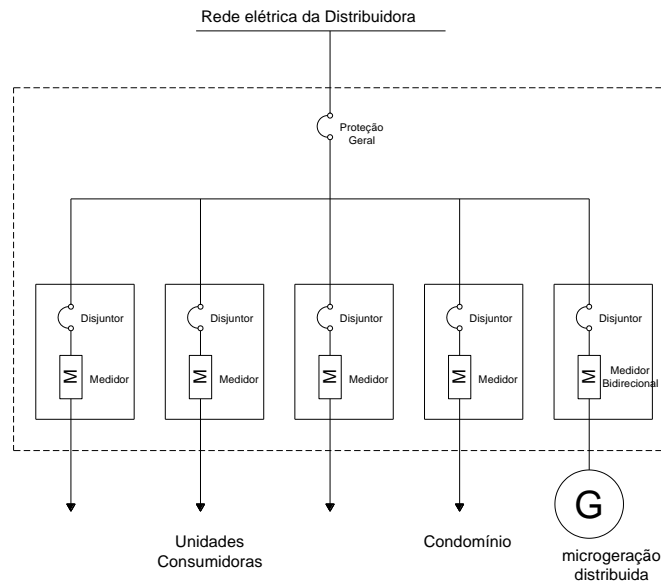 Rede elétrica da Distribuidora
Proteção
Geral
Disjuntor
Disjuntor
Disjuntor
Disjuntor
Disjuntor
M
Medidor
M
Medidor
M
Medidor
M
Medidor
M
Medidor
Bidirecional
Unidades
Consumidoras
Condomínio
G
microgeração
distribuida